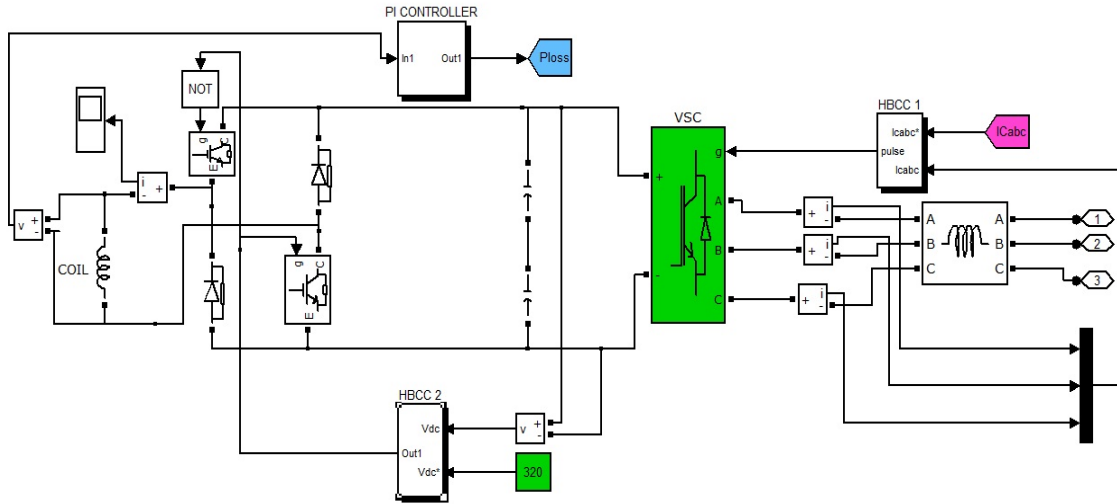 PI CONTROLLER
In1 Out1
Ploss
NOT
g C
E
i
+
-
v
+
-
COIL
g C
E
VSC
g
+
-
A
B
C
HBCC 1
Icabc*
pulse
Icabc
ICabc
+ i
-
+ i
-
+ i
-
A A
B B
C C
1
2
3
HBCC 2
Vdc
Out1
Vdc*
v +
-
320